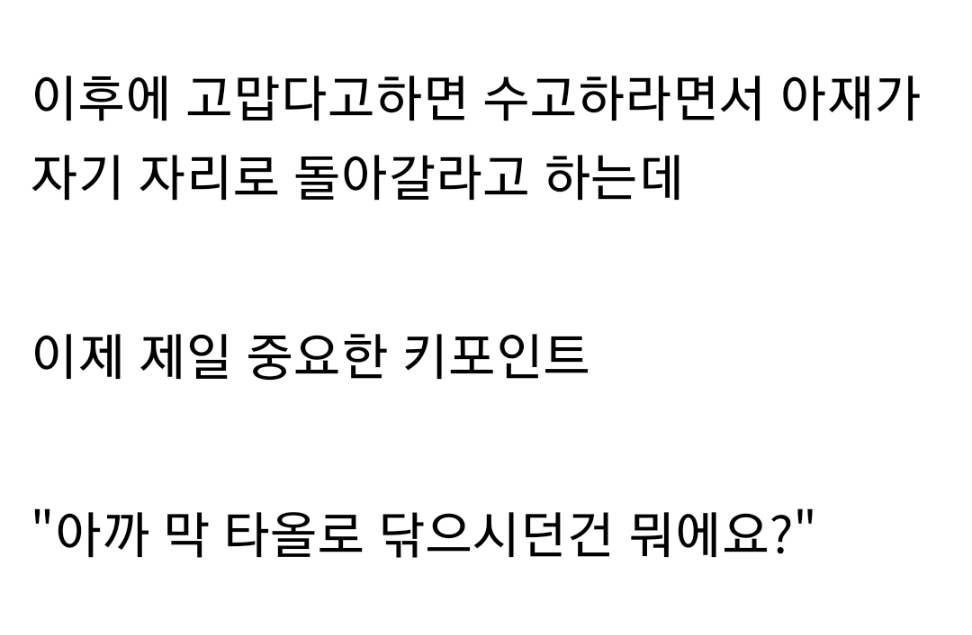 이후에 고맙다고하면 수고하라면서 아재가
자기 자리로 돌아갈라고 하는데
이제 제일 중요한 키포인트
"아까 막 타올로 닦으시던건 뭐에요?"